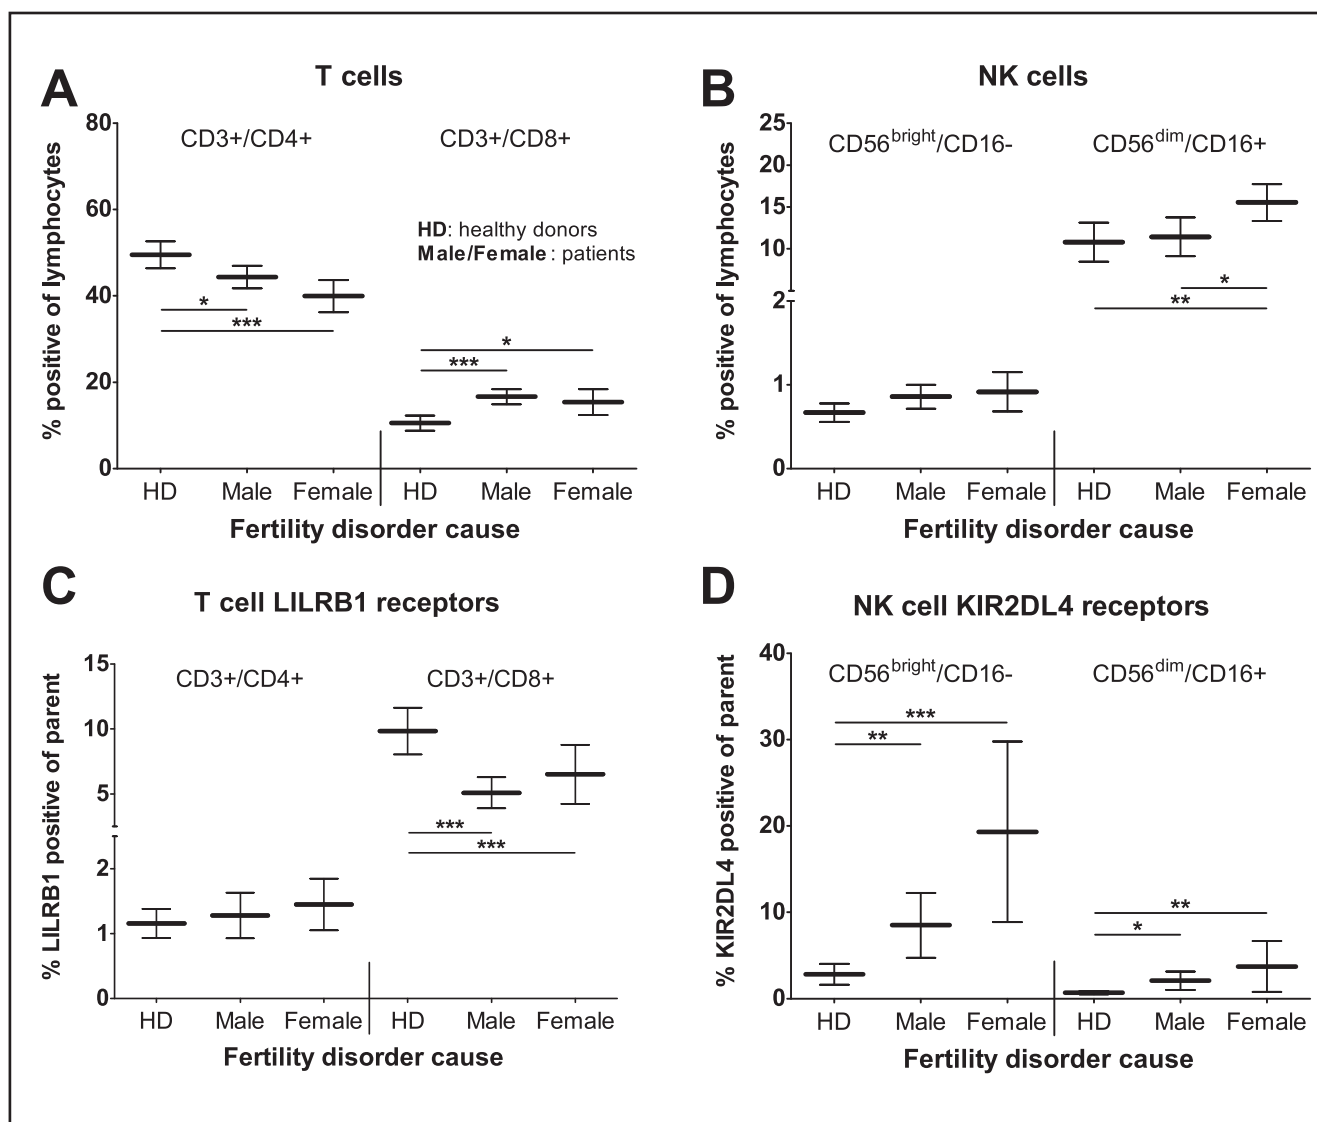 A
T cells
CD3+/CD4+
CD3+/CD8+
HD: healthy donors
Male/Female : patients
% positive of lymphocytes
80
60
40
20
0
*
***
***
*
HD Male Female HD Male Female
Fertility disorder cause
B
NK cells
CD56bright/CD16-
CD56dim/CD16+
% positive of lymphocytes
25
20
15
10
2
1
0
*
**
HD Male Female HD Male Female
Fertility disorder cause
C
T cell LILRB1 receptors
CD3+/CD4+
CD3+/CD8+
% LILRB1 positive of parent
15
10
5
2
1
0
***
***
HD Male Female HD Male Female
Fertility disorder cause
D
NK cell KIR2DL4 receptors
CD56bright/CD16-
CD56dim/CD16+
% KIR2DL4 positive of parent
40
30
20
10
0
***
**
**
*
HD Male Female HD Male Female
Fertility disorder cause